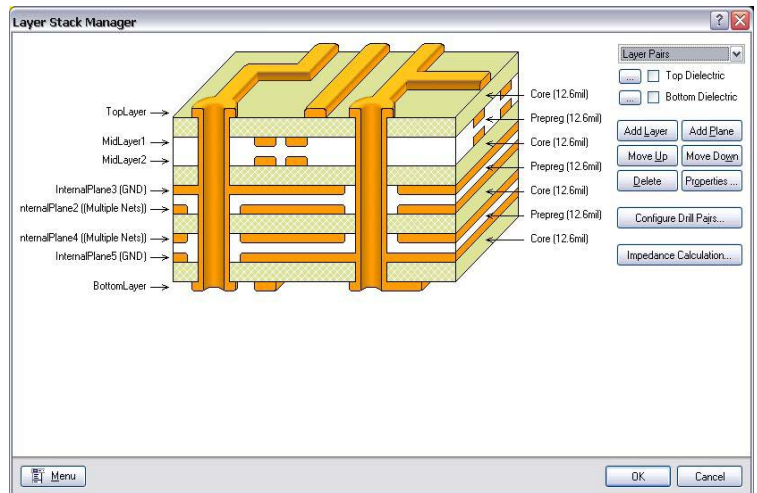 Layer Stack Manager
Layer Pairs
... Top Dielectric
... Bottom Dielectric
Add Layer Add Plane
Move Up Move Down
Delete Properties ...
Configure Drill Pairs...
Impedance Calculation...
TopLayer
MidLayer1
MidLayer2
InternalPlane3 (GND)
nternalPlane2 ((Multiple Nets))
nternalPlane4 ((Multiple Nets))
InternalPlane5 (GND)
BottomLayer
Core (12.6mil)
Prepreg (12.6mil)
Core (12.6mil)
Prepreg (12.6mil)
Core (12.6mil)
Prepreg (12.6mil)
Core (12.6mil)
Menu
OK Cancel